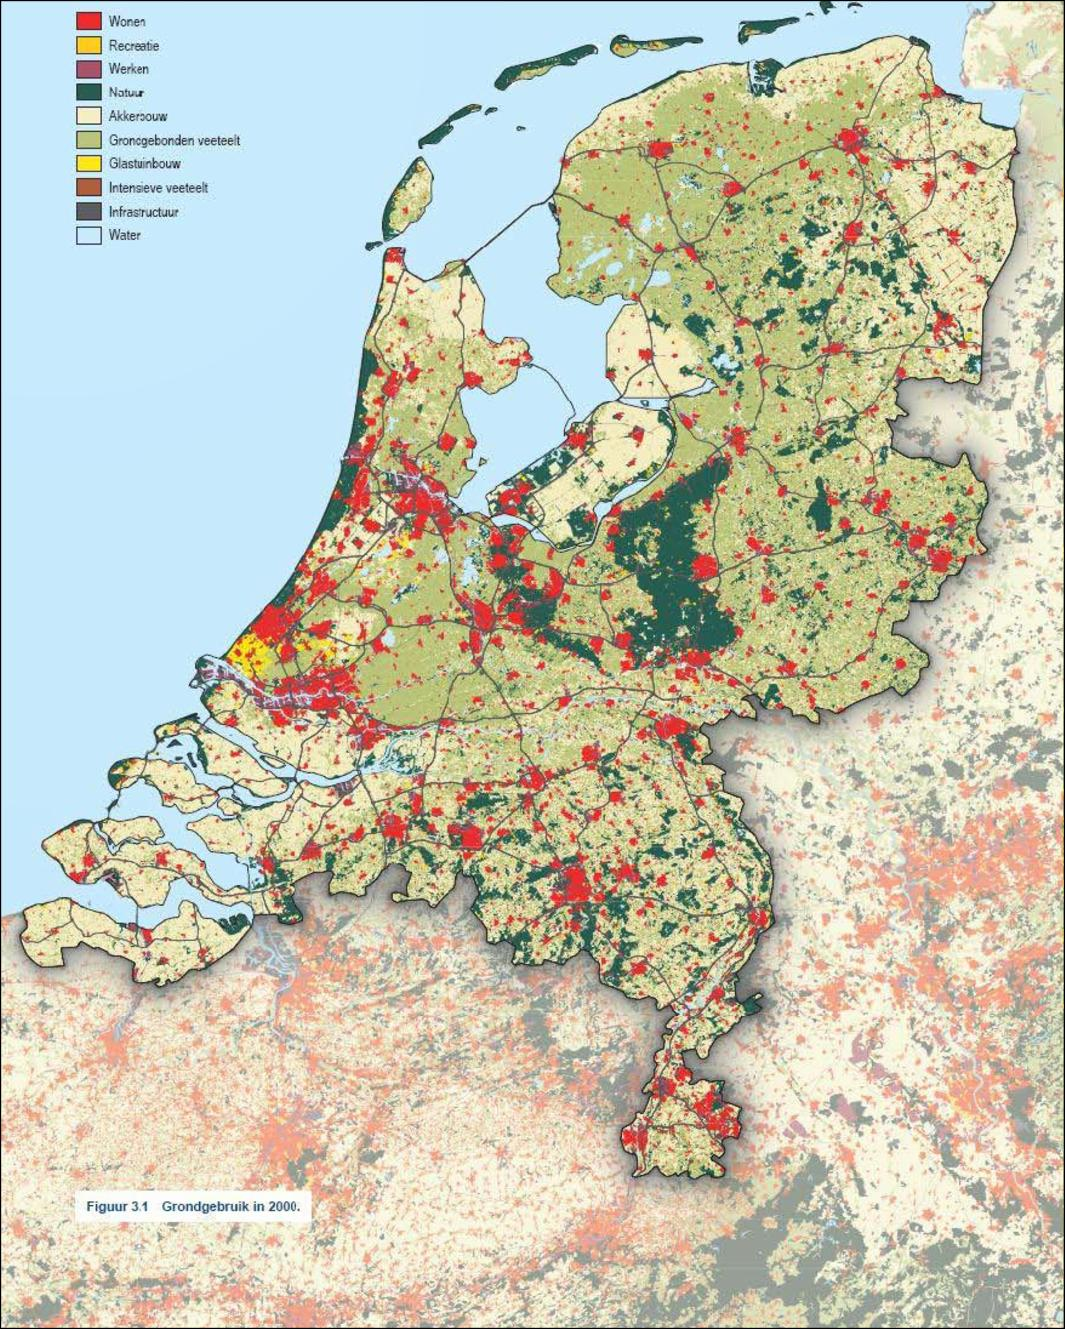 Wonen
Recreatie
Werken
Natuur
Akkerbouw
Grondgebonden veeteelt
Glastuinbouw
Intensieve veeteelt
Infrastructuur
Water
Figuur 3.1 Grondgebruik in 2000.